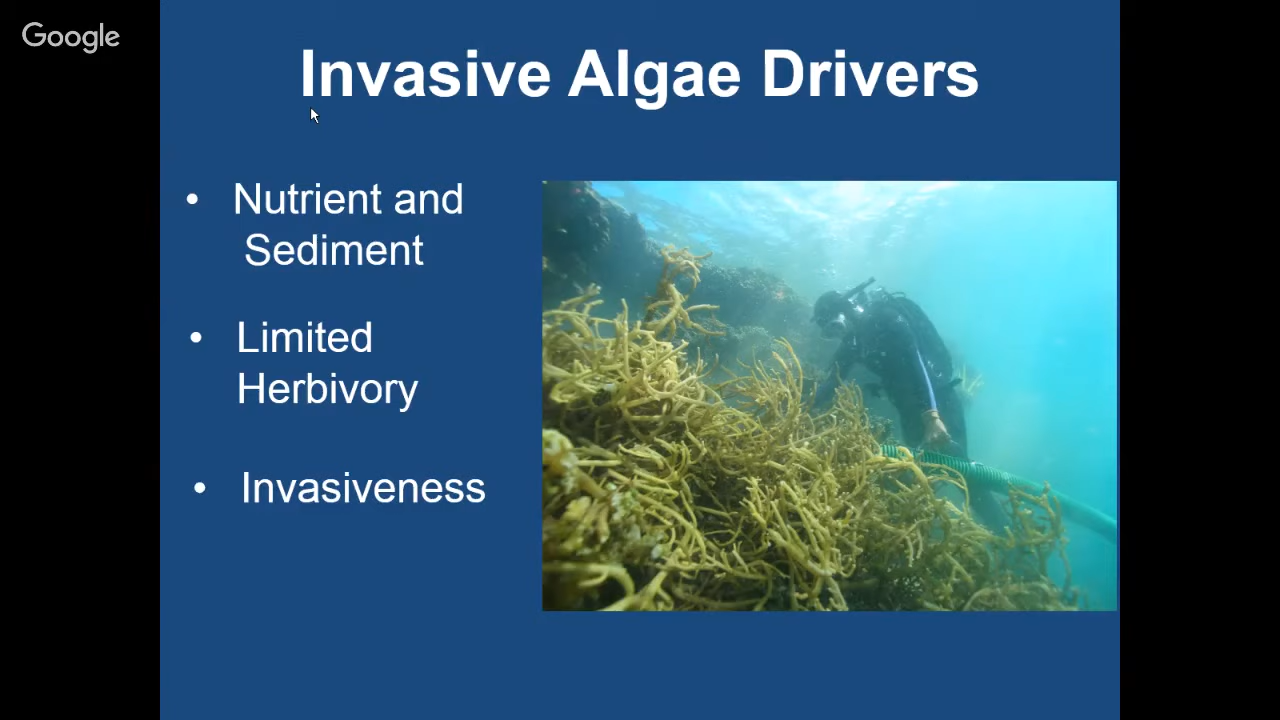 Google
Invasive Algae Drivers
• Nutrient and
Sediment
• Limited
Herbivory
• Invasiveness